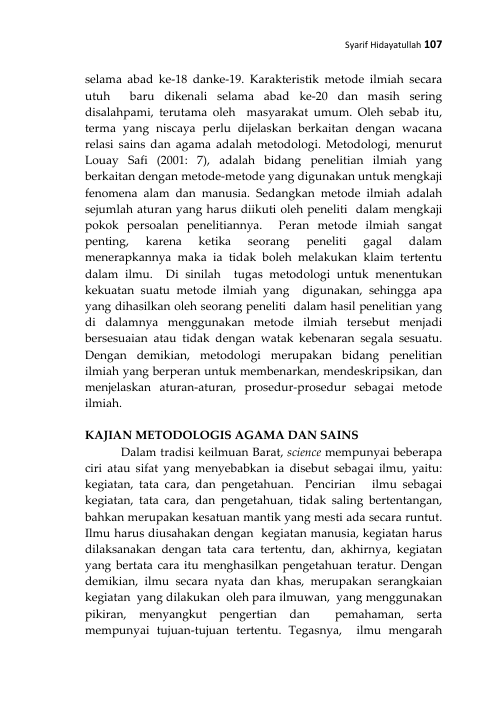 Syarif Hidayatullah 107
selama abad ke-18 danke-19. Karakteristik metode ilmiah secara
utuh baru dikenali selama abad ke-20 dan masih sering
disalahpami, terutama oleh masyarakat umum. Oleh sebab itu,
terma yang niscaya perlu dijelaskan berkaitan dengan wacana
relasi sains dan agama adalah metodologi. Metodologi, menurut
Louay Safi (2001: 7), adalah bidang penelitian ilmiah yang
berkaitan dengan metode-metode yang digunakan untuk mengkaji
fenomena alam dan manusia. Sedangkan metode ilmiah adalah
sejumlah aturan yang harus diikuti oleh peneliti dalam mengkaji
pokok persoalan penelitiannya. Peran metode ilmiah sangat
penting, karena ketika seorang peneliti gagal dalam
menerapkannya maka ia tidak boleh melakukan klaim tertentu
dalam ilmu. Di sinilah tugas metodologi untuk menentukan
kekuatan suatu metode ilmiah yang digunakan, sehingga apa
yang dihasilkan oleh seorang peneliti dalam hasil penelitian yang
di dalamnya menggunakan metode ilmiah tersebut menjadi
bersesuaian atau tidak dengan watak kebenaran segala sesuatu.
Dengan demikian, metodologi merupakan bidang penelitian
ilmiah yang berperan untuk membenarkan, mendeskripsikan, dan
menjelaskan aturan-aturan, prosedur-prosedur sebagai metode
ilmiah.
KAJIAN METODOLOGIS AGAMA DAN SAINS
Dalam tradisi keilmuan Barat, science mempunyai beberapa
ciri atau sifat yang menyebabkan ia disebut sebagai ilmu, yaitu:
kegiatan, tata cara, dan pengetahuan. Pencirian ilmu sebagai
kegiatan, tata cara, dan pengetahuan, tidak saling bertentangan,
bahkan merupakan kesatuan mantik yang mesti ada secara runtut.
Ilmu harus diusahakan dengan kegiatan manusia, kegiatan harus
dilaksanakan dengan tata cara tertentu, dan, akhirnya, kegiatan
yang bertata cara itu menghasilkan pengetahuan teratur. Dengan
demikian, ilmu secara nyata dan khas, merupakan serangkaian
kegiatan yang dilakukan oleh para ilmuwan, yang menggunakan
pikiran, menyangkut pengertian dan pemahaman, serta
mempunyai tujuan-tujuan tertentu. Tegasnya, ilmu mengarah